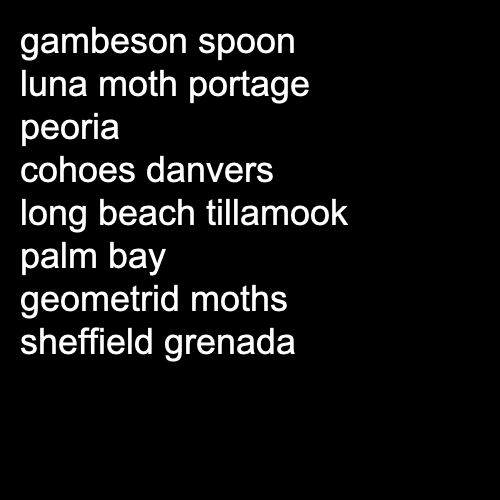 gambeson spoon
luna moth portage
peoria
cohoes danvers
long beach tillamook
palm bay
geometrid moths
sheffield grenada